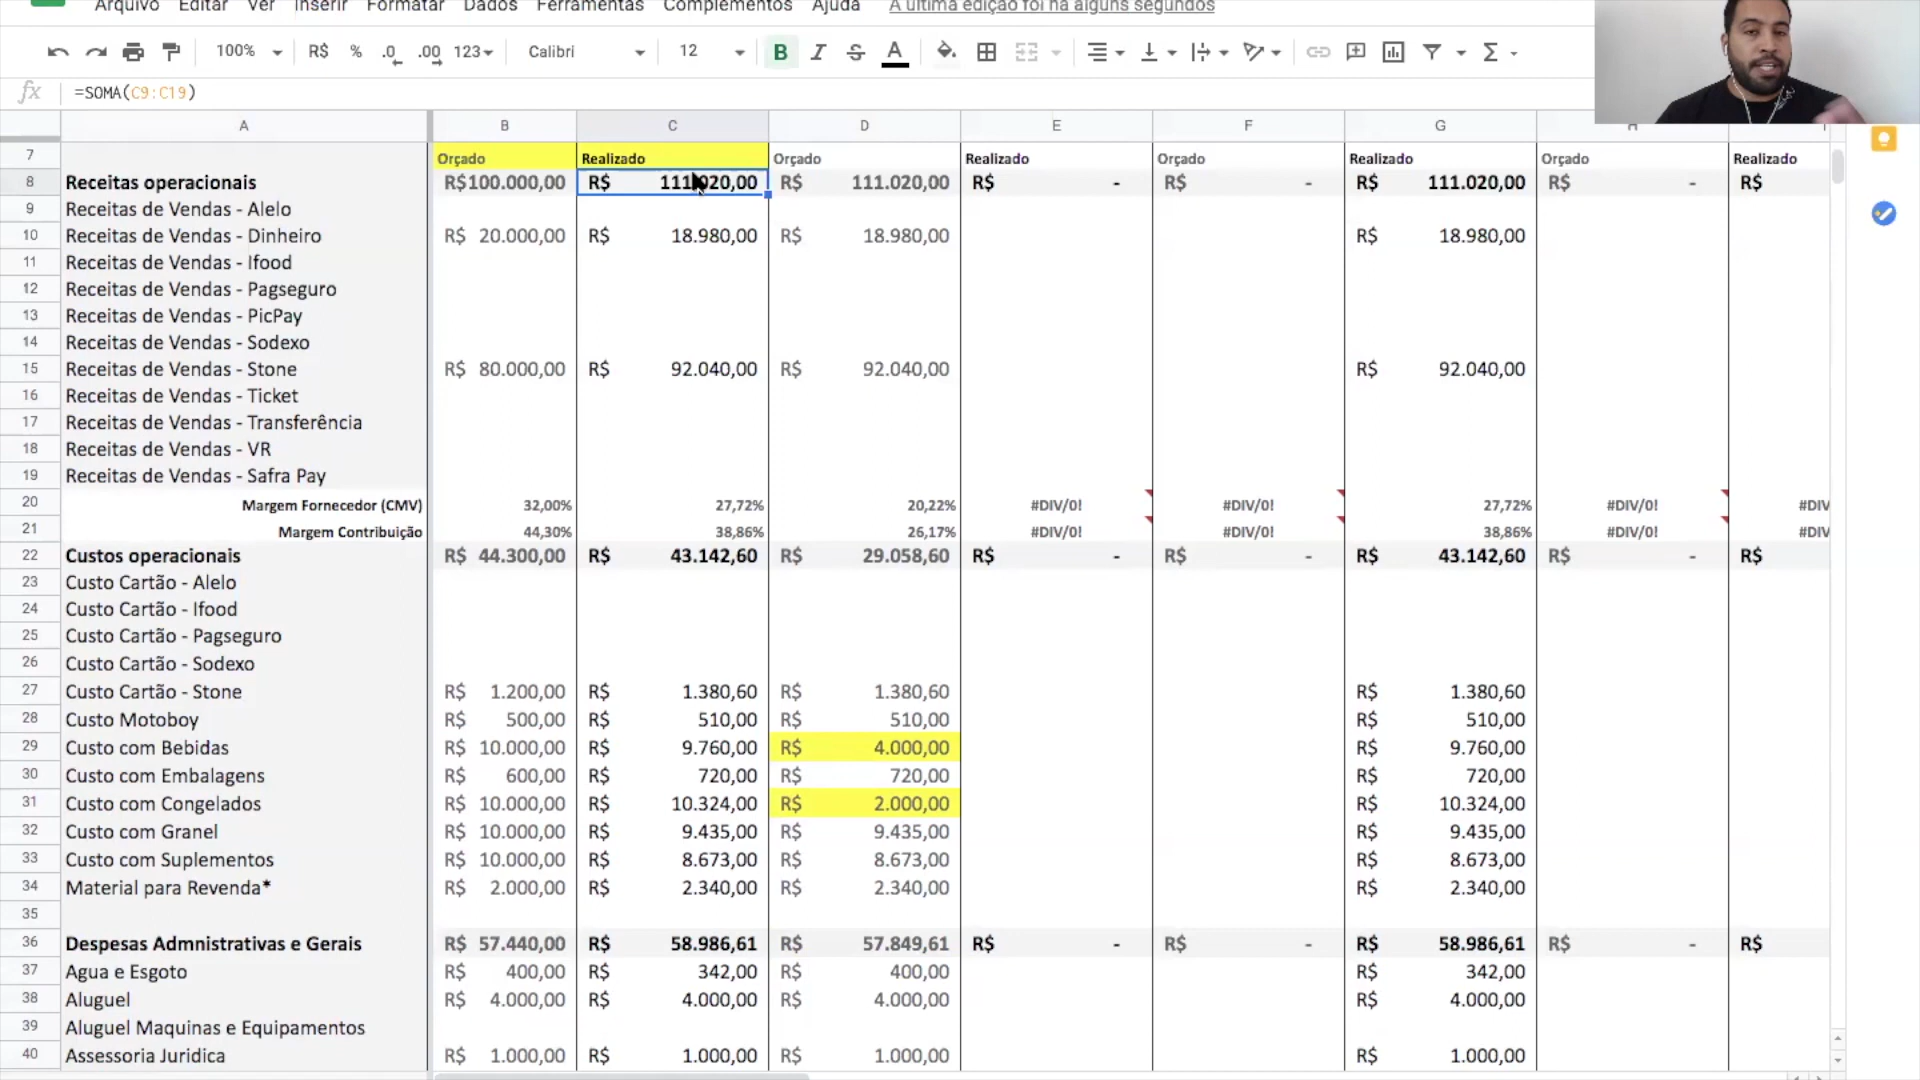 Arquivo Editar Ver Inserir Formatar Dados Ferramentas Complementos Ajuda A última edição foi há alguns segundos
100% R$ % .0 .00 123 Calibri 12 B I S A
fx =SOMA(C9:C19)
A B C D E F G H I
7 Orçado Realizado Orçado Realizado Orçado Realizado Orçado Realizado
8 Receitas operacionais R$100.000,00 R$ 111.020,00 R$ 111.020,00 R$ - R$ - R$ 111.020,00 R$ - R$
9 Receitas de Vendas - Alelo
10 Receitas de Vendas - Dinheiro R$ 20.000,00 R$ 18.980,00 R$ 18.980,00 R$ 18.980,00
11 Receitas de Vendas - Ifood
12 Receitas de Vendas - Pagseguro
13 Receitas de Vendas - PicPay
14 Receitas de Vendas - Sodexo
15 Receitas de Vendas - Stone R$ 80.000,00 R$ 92.040,00 R$ 92.040,00 R$ 92.040,00
16 Receitas de Vendas - Ticket
17 Receitas de Vendas - Transferência
18 Receitas de Vendas - VR
19 Receitas de Vendas - Safra Pay
20 Margem Fornecedor (CMV) 32,00% 27,72% 20,22% #DIV/0! #DIV/0! 27,72% #DIV/0! #DIV
21 Margem Contribuição 44,30% 38,86% 26,17% #DIV/0! #DIV/0! 38,86% #DIV/0! #DIV
22 Custos operacionais R$ 44.300,00 R$ 43.142,60 R$ 29.058,60 R$ - R$ - R$ 43.142,60 R$ - R$
23 Custo Cartão - Alelo
24 Custo Cartão - Ifood
25 Custo Cartão - Pagseguro
26 Custo Cartão - Sodexo
27 Custo Cartão - Stone R$ 1.200,00 R$ 1.380,60 R$ 1.380,60 R$ 1.380,60
28 Custo Motoboy R$ 500,00 R$ 510,00 R$ 510,00 R$ 510,00
29 Custo com Bebidas R$ 10.000,00 R$ 9.760,00 R$ 4.000,00 R$ 9.760,00
30 Custo com Embalagens R$ 600,00 R$ 720,00 R$ 720,00 R$ 720,00
31 Custo com Congelados R$ 10.000,00 R$ 10.324,00 R$ 2.000,00 R$ 10.324,00
32 Custo com Granel R$ 10.000,00 R$ 9.435,00 R$ 9.435,00 R$ 9.435,00
33 Custo com Suplementos R$ 10.000,00 R$ 8.673,00 R$ 8.673,00 R$ 8.673,00
34 Material para Revenda* R$ 2.000,00 R$ 2.340,00 R$ 2.340,00 R$ 2.340,00
35
36 Despesas Admnistrativas e Gerais R$ 57.440,00 R$ 58.986,61 R$ 57.849,61 R$ - R$ - R$ 58.986,61 R$ - R$
37 Agua e Esgoto R$ 400,00 R$ 342,00 R$ 400,00 R$ 342,00
38 Aluguel R$ 4.000,00 R$ 4.000,00 R$ 4.000,00 R$ 4.000,00
39 Aluguel Maquinas e Equipamentos
40 Assessoria Juridica R$ 1.000,00 R$ 1.000,00 R$ 1.000,00 R$ 1.000,00